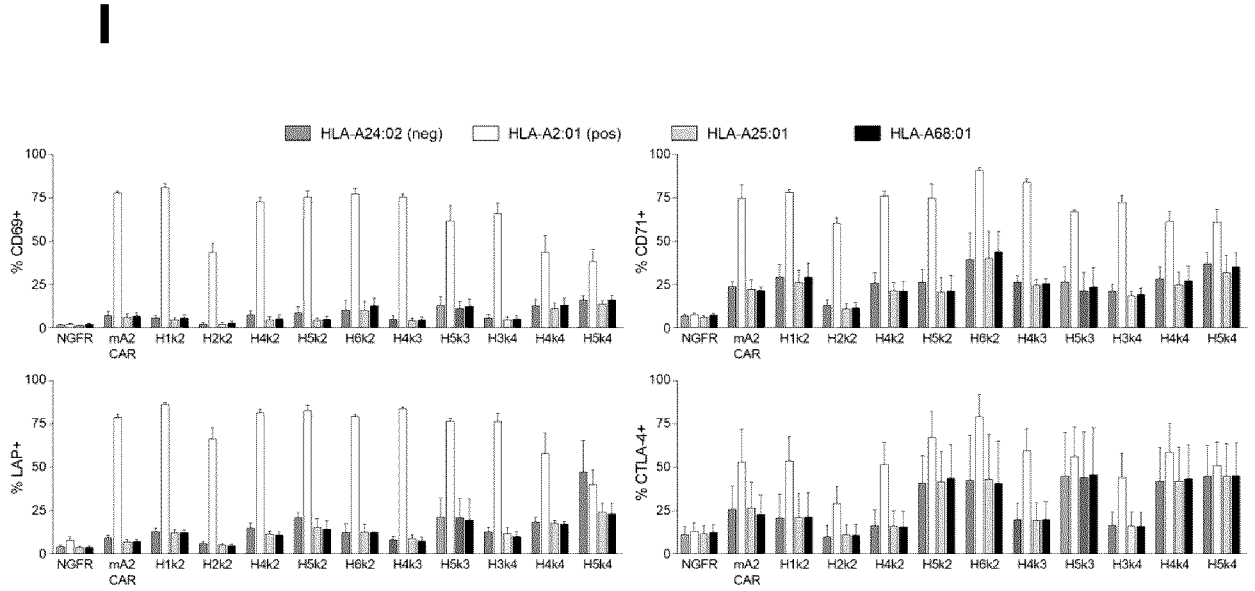 I
HLA-A24:02 (neg) HLA-A2:01 (pos) HLA-A25:01 HLA-A68:01
% CD69+
100
75
50
25
0
NGFR mA2 CAR H1k2 H2k2 H4k2 H5k2 H6k2 H4k3 H5k3 H3k4 H4k4 H5k4
% CD71+
100
75
50
25
0
NGFR mA2 CAR H1k2 H2k2 H4k2 H5k2 H6k2 H4k3 H5k3 H3k4 H4k4 H5k4
% LAP+
100
75
50
25
0
NGFR mA2 CAR H1k2 H2k2 H4k2 H5k2 H6k2 H4k3 H5k3 H3k4 H4k4 H5k4
% CTLA-4+
100
75
50
25
0
NGFR mA2 CAR H1k2 H2k2 H4k2 H5k2 H6k2 H4k3 H5k3 H3k4 H4k4 H5k4